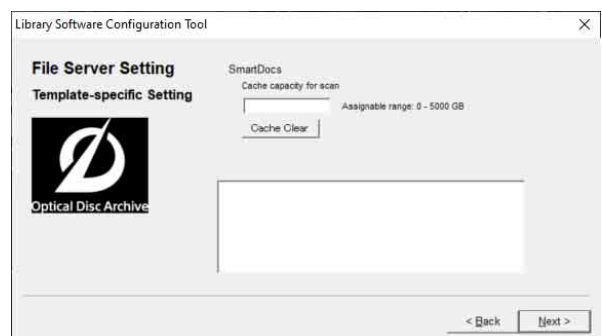 Library Software Configuration Tool
File Server Setting
Template-specific Setting
Optical Disc Archive
SmartDocs
Cache capacity for scan
Assignable range: 0 - 5000 GB
Cache Clear
< Back
Next >